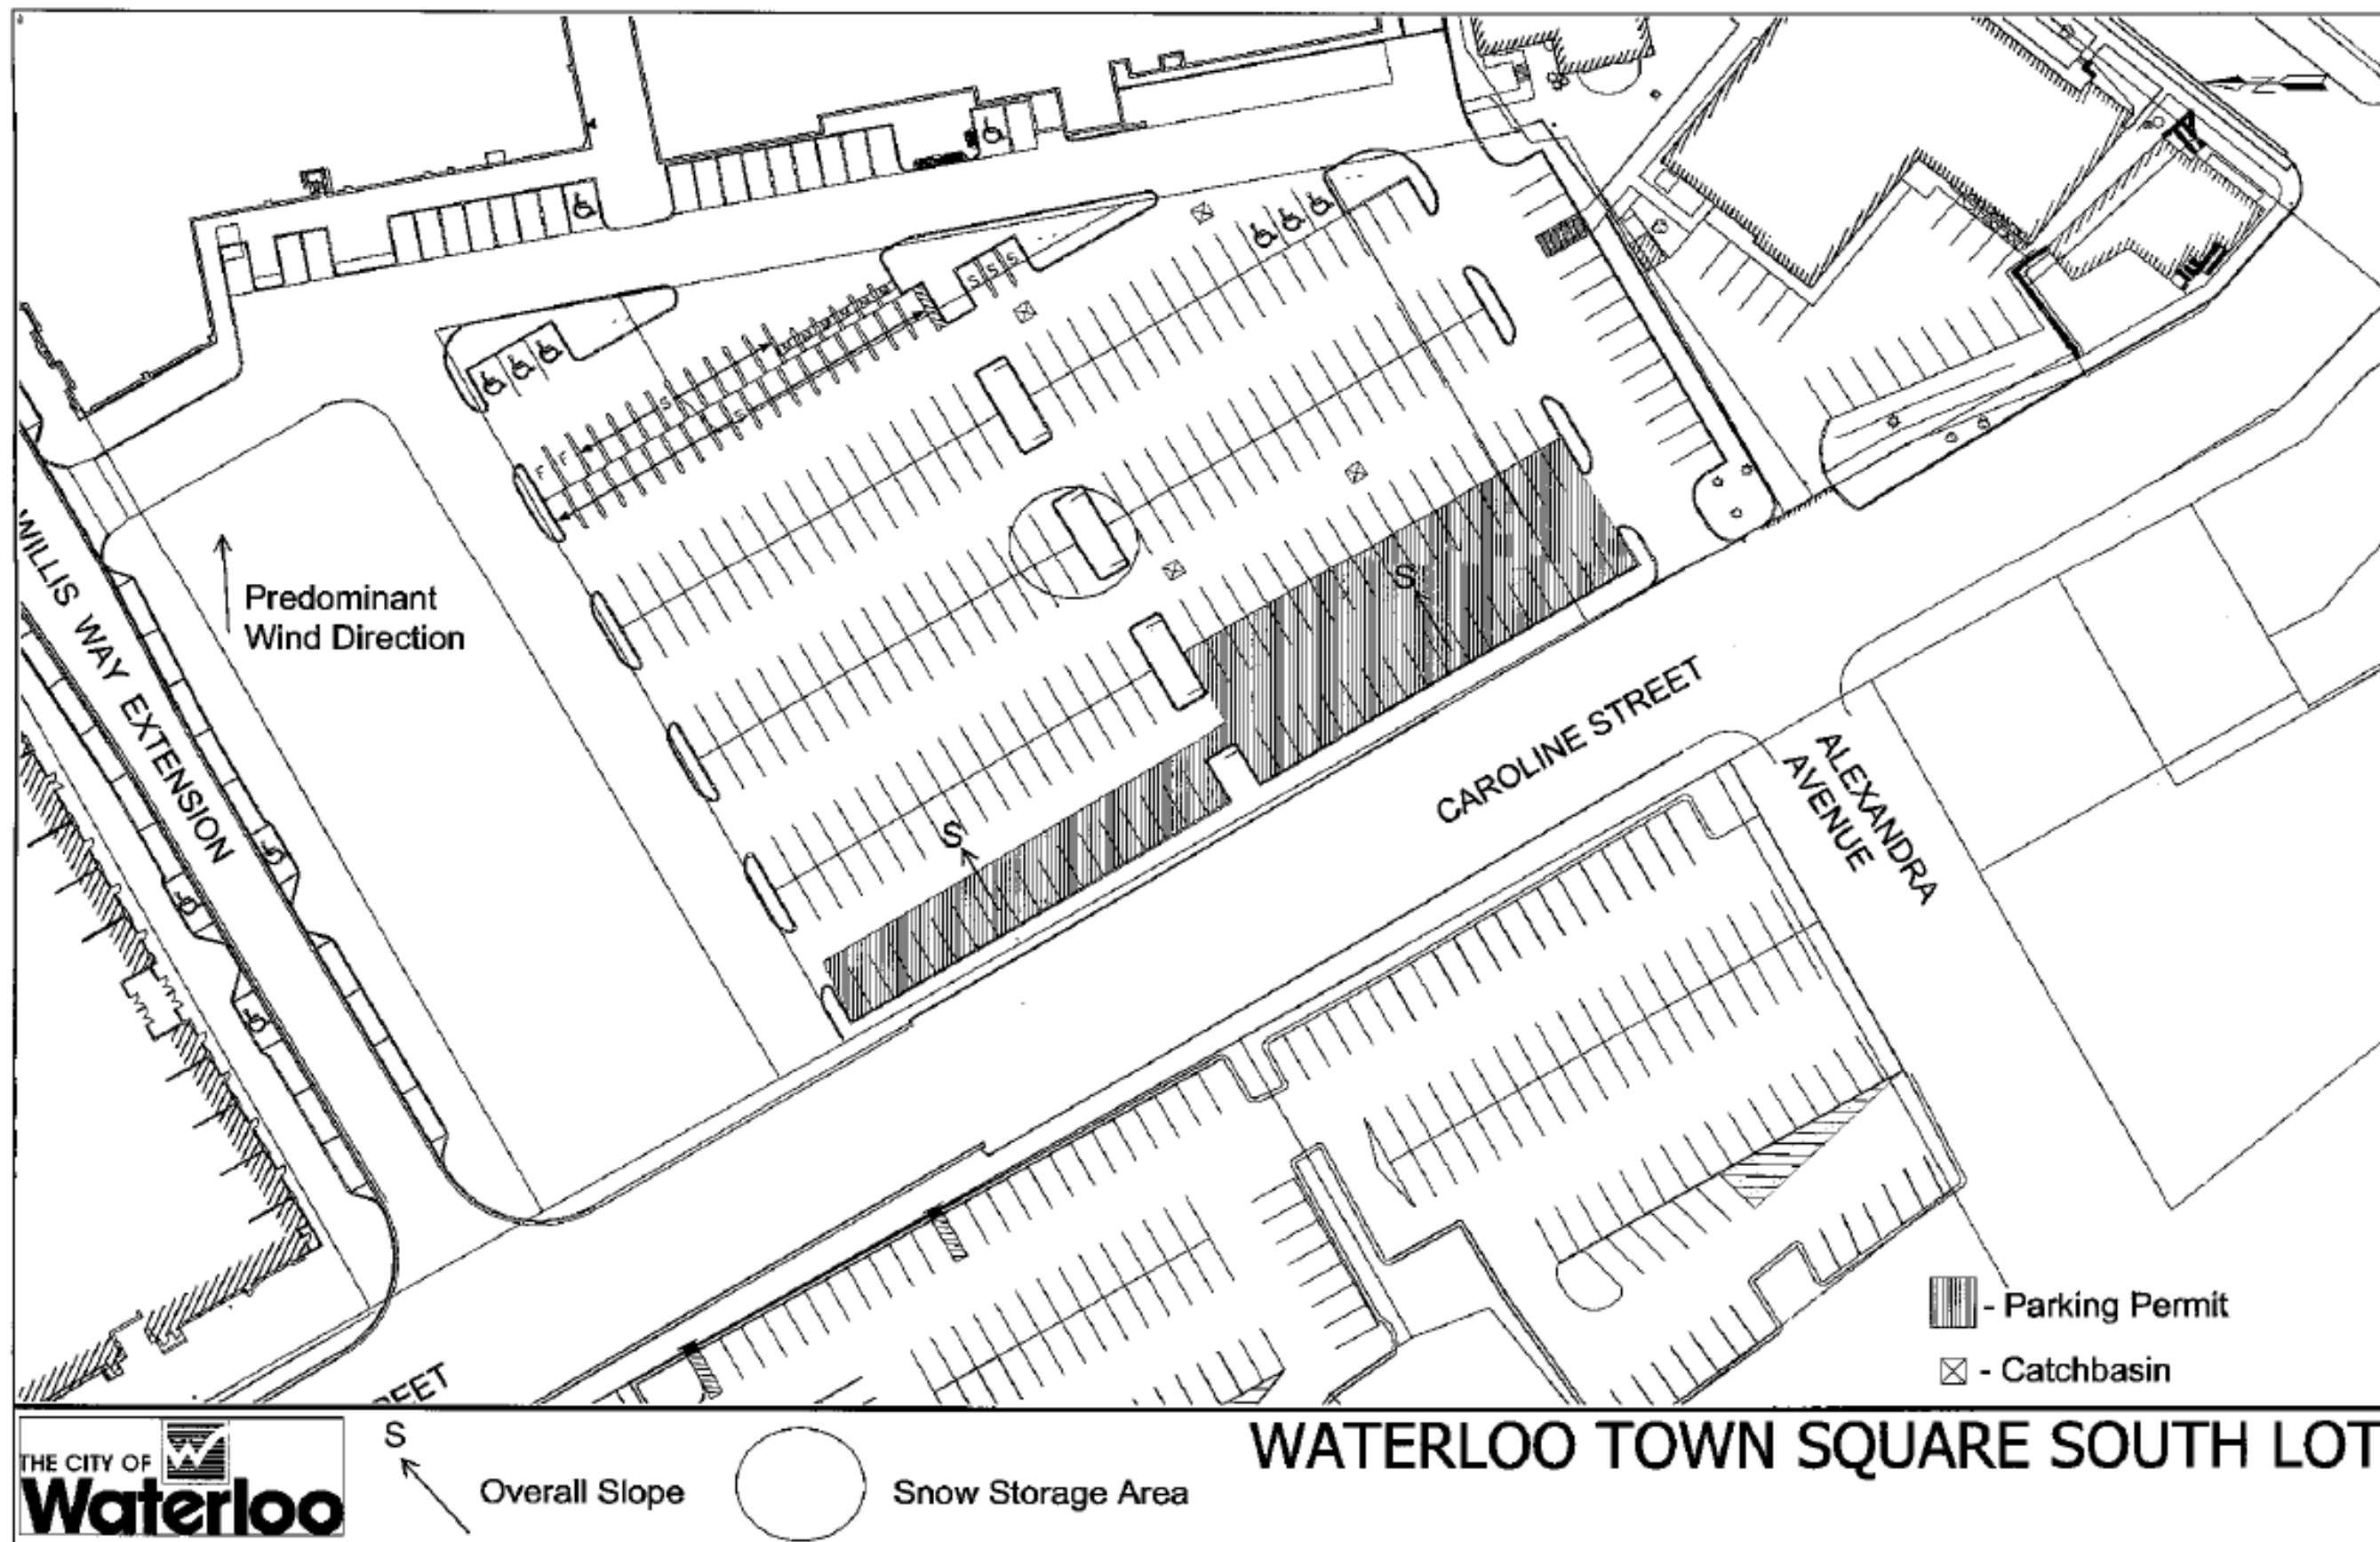 N
S S S
S
S
F F
WILLIS WAY EXTENSION
Predominant
Wind Direction
S
S
CAROLINE STREET
ALEXANDRA
AVENUE
- Parking Permit
- Catchbasin
THE CITY OF
Waterloo
S
Overall Slope
Snow Storage Area
WATERLOO TOWN SQUARE SOUTH LOT